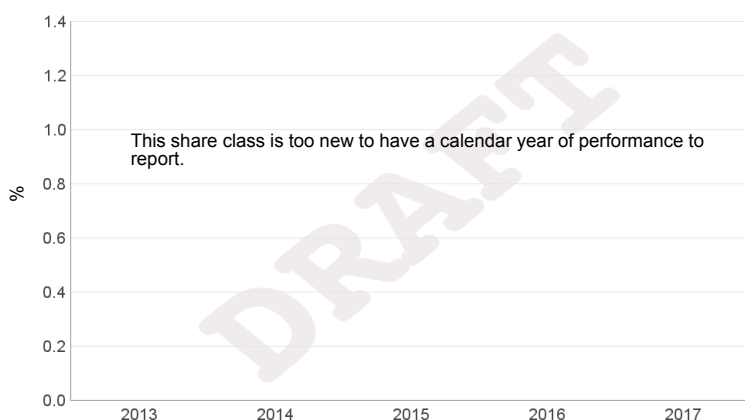 1.4
1.2
1.0
This share class is too new to have a calendar year of performance to
report.
0.8
%
0.6
0.4
0.2
0.0
2013 2014 2015 2016 2017
DRAFT